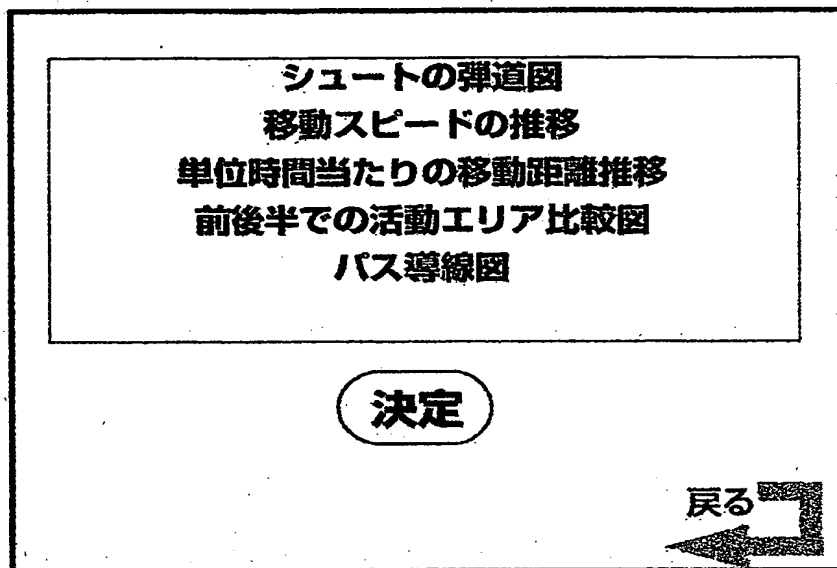 シュートの弾道図
移動スピードの推移
単位時間当たりの移動距離推移
前後半での活動エリア比較図
パス導線図
決定
戻る